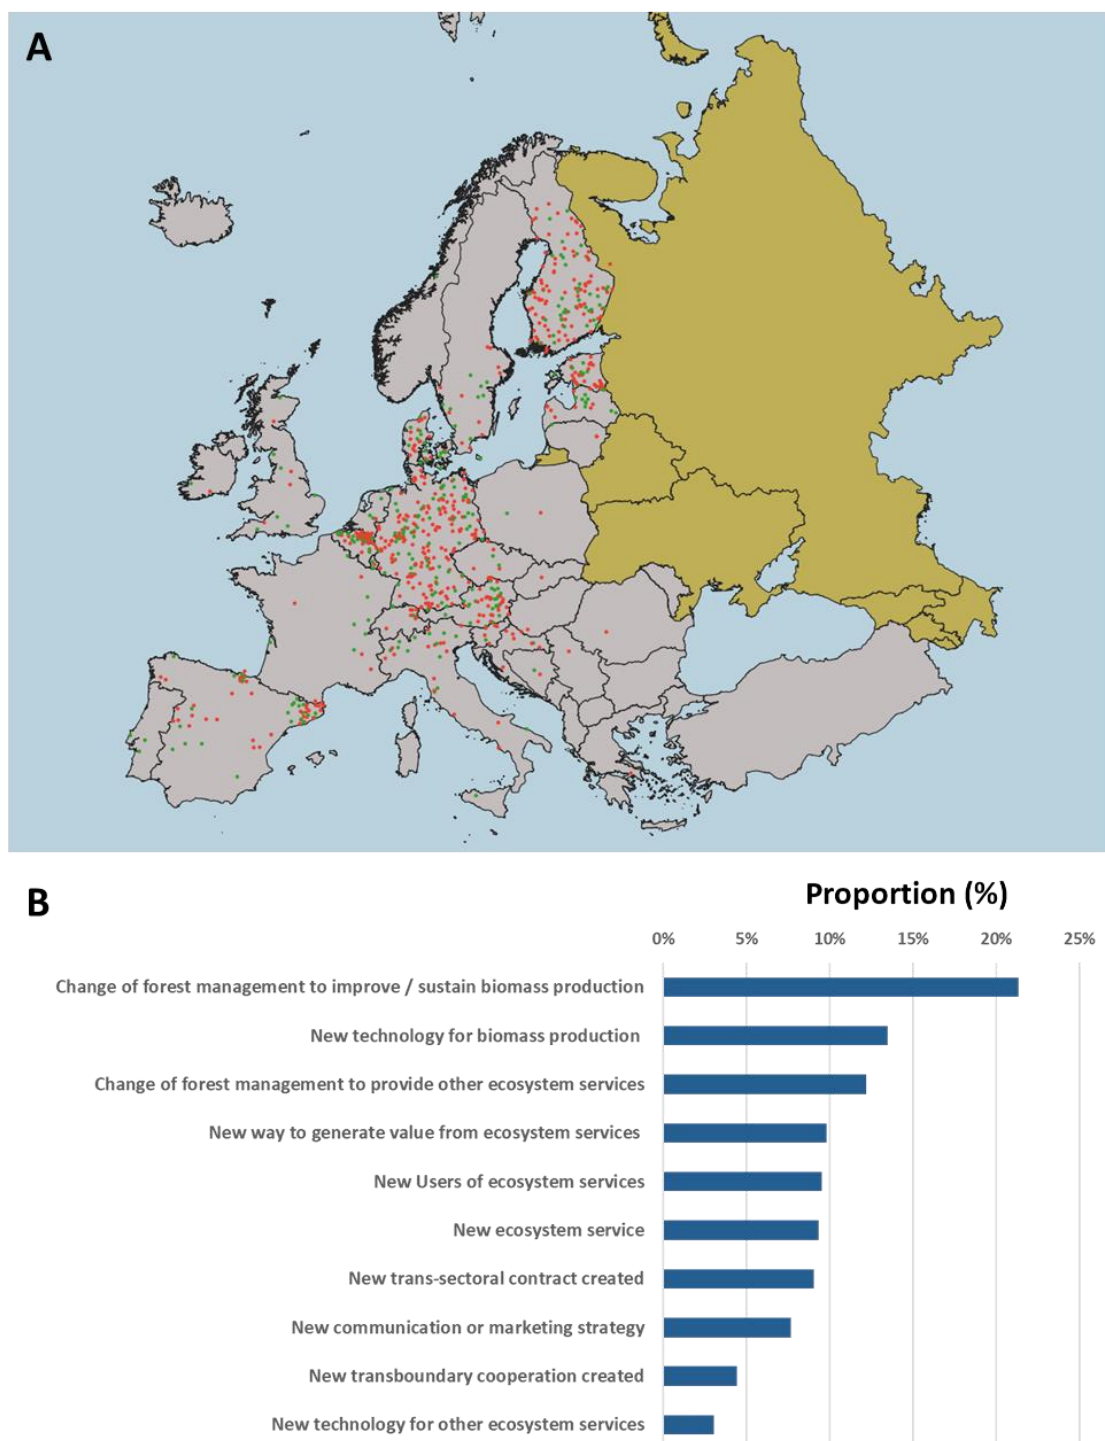 A
B
Proportion (%)
0% 5% 10% 15% 20% 25%
Change of forest management to improve / sustain biomass production
New technology for biomass production
Change of forest management to provide other ecosystem services
New way to generate value from ecosystem services
New Users of ecosystem services
New ecosystem service
New trans-sectoral contract created
New communication or marketing strategy
New transboundary cooperation created
New technology for other ecosystem services